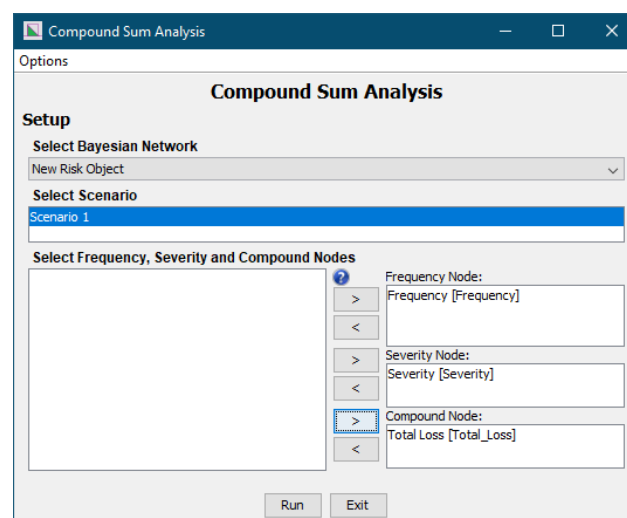 Compound Sum Analysis
Options
Compound Sum Analysis
Setup
Select Bayesian Network
New Risk Object
Select Scenario
Scenario 1
Select Frequency, Severity and Compound Nodes
?
Frequency Node:
>
Frequency [Frequency]
<
>
Severity Node:
Severity [Severity]
<
>
Compound Node:
Total Loss [Total_Loss]
<
Run Exit